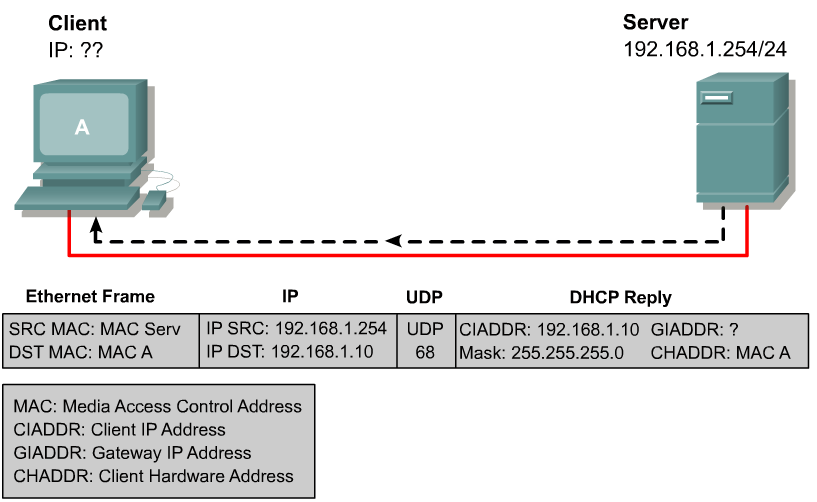 Client
IP: ??
Server
192.168.1.254/24
A
Ethernet Frame IP UDP DHCP Reply
SRC MAC: MAC Serv IP SRC: 192.168.1.254 UDP CIADDR: 192.168.1.10 GIADDR: ?
DST MAC: MAC A IP DST: 192.168.1.10 68 Mask: 255.255.255.0 CHADDR: MAC A
MAC: Media Access Control Address
CIADDR: Client IP Address
GIADDR: Gateway IP Address
CHADDR: Client Hardware Address